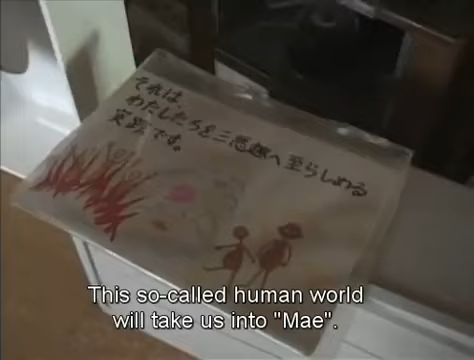 それは、
わたしたちを三悪趣へ至らしめる
実践です。
This so-called human world
will take us into "Mae".